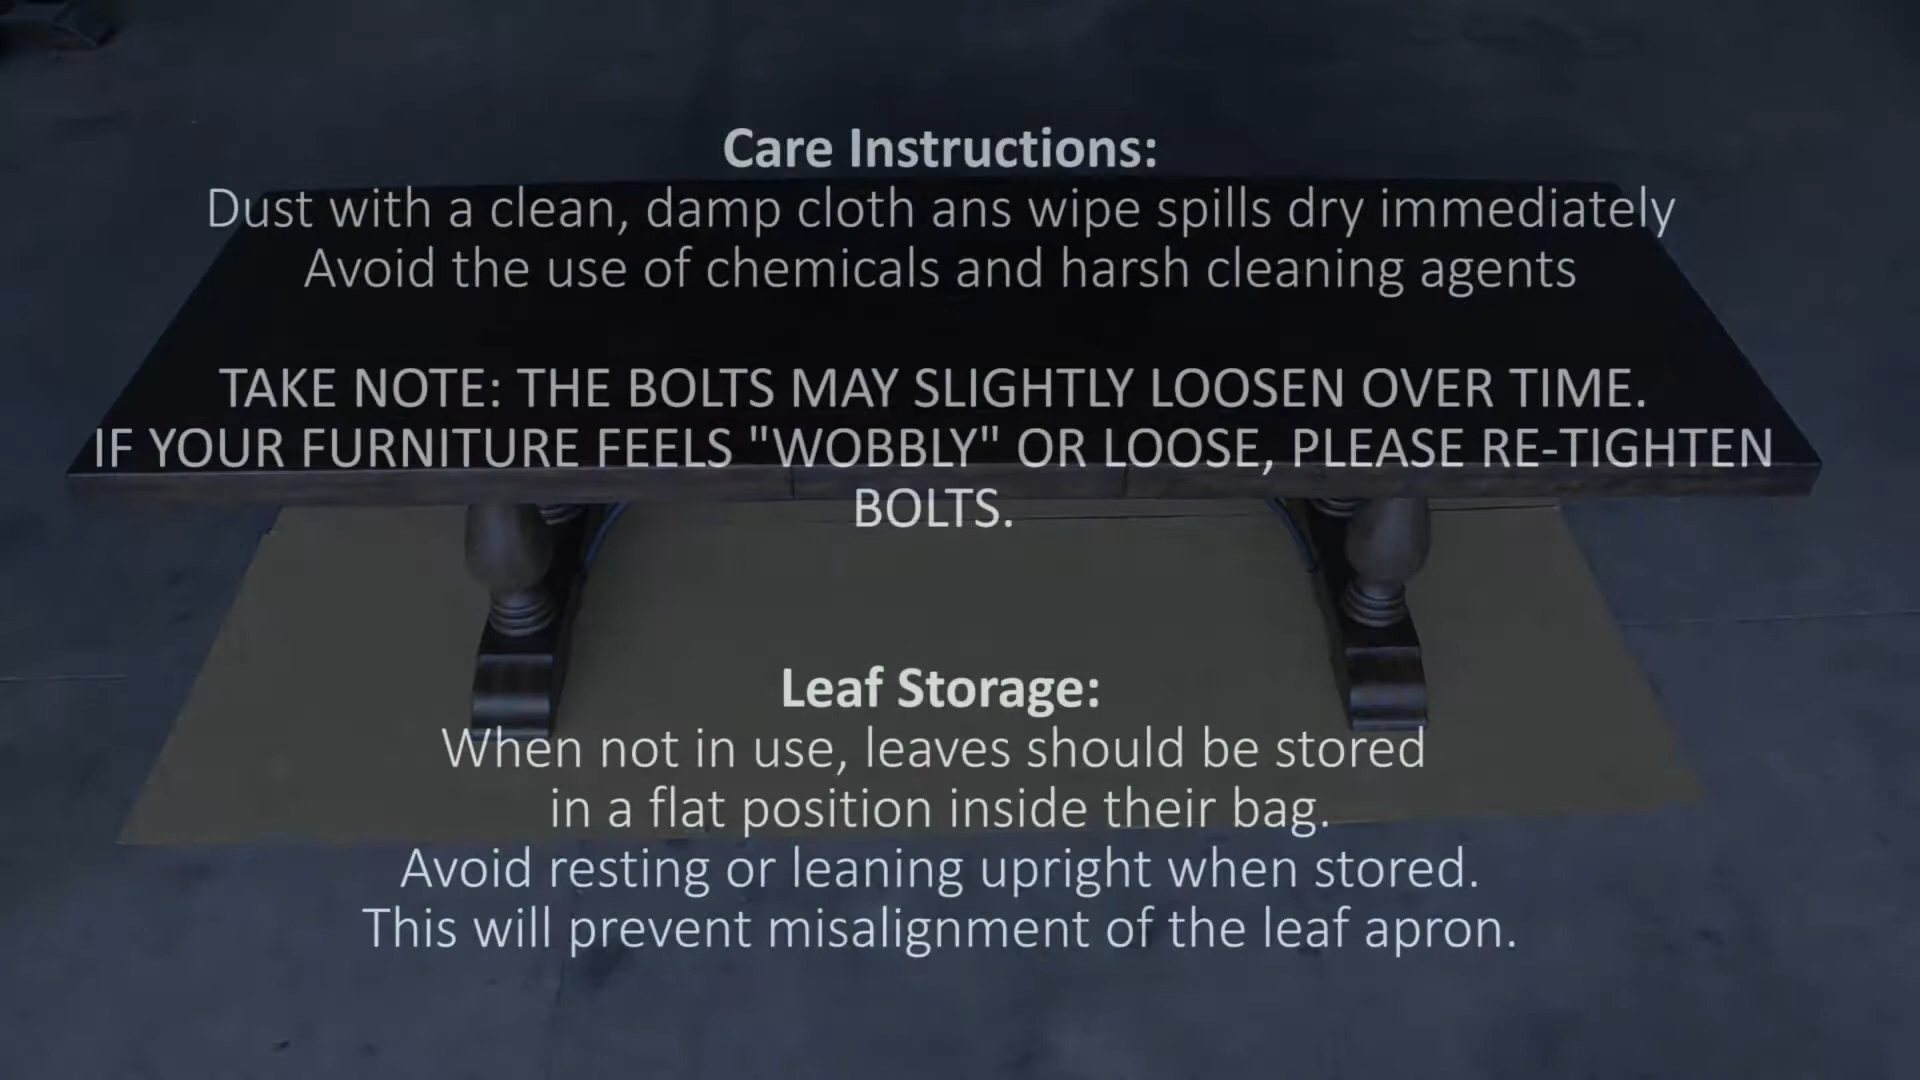 Care Instructions:
Dust with a clean, damp cloth ans wipe spills dry immediately
Avoid the use of chemicals and harsh cleaning agents
TAKE NOTE: THE BOLTS MAY SLIGHTLY LOOSEN OVER TIME.
IF YOUR FURNITURE FEELS "WOBBLY" OR LOOSE, PLEASE RE-TIGHTEN
BOLTS.
Leaf Storage:
When not in use, leaves should be stored
in a flat position inside their bag.
Avoid resting or leaning upright when stored.
This will prevent misalignment of the leaf apron.